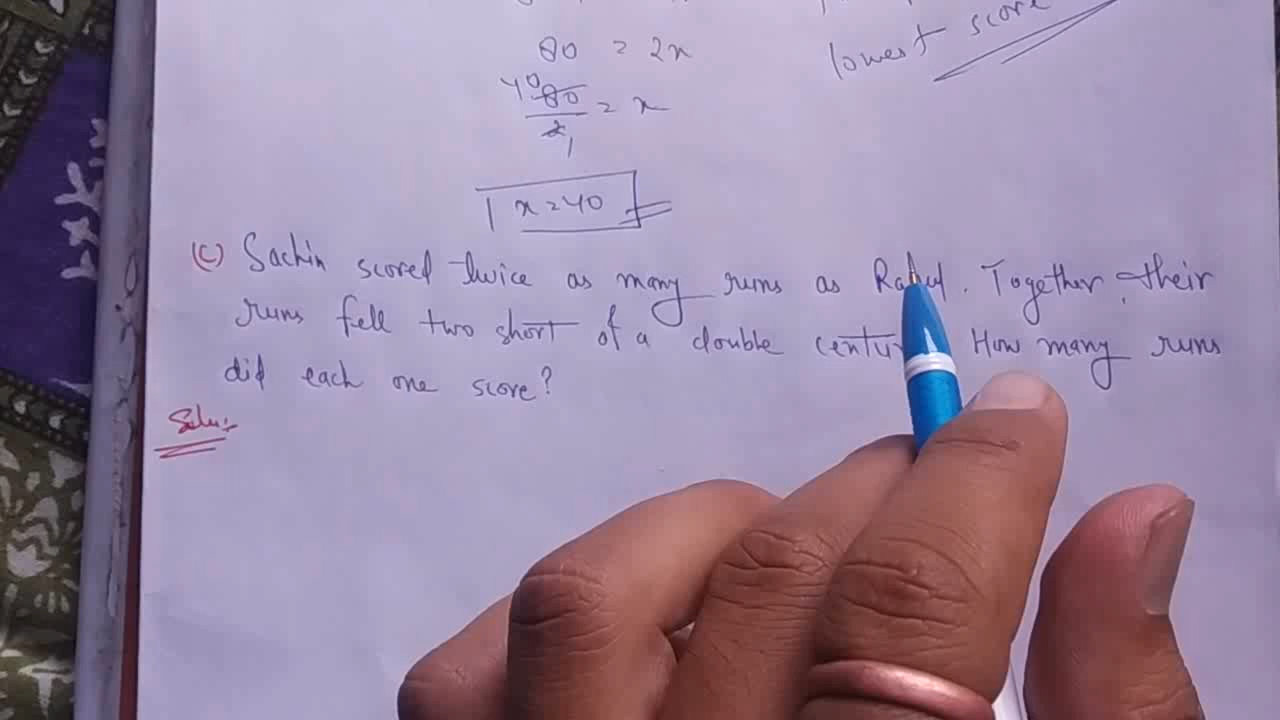 80 = 2x
lowest score
40
80/2 = x
1
x=40
(c) Sachin scored twice as many runs as Rahul. Together, their
runs fell two short of a double century. How many runs
did each one score?
Solu: